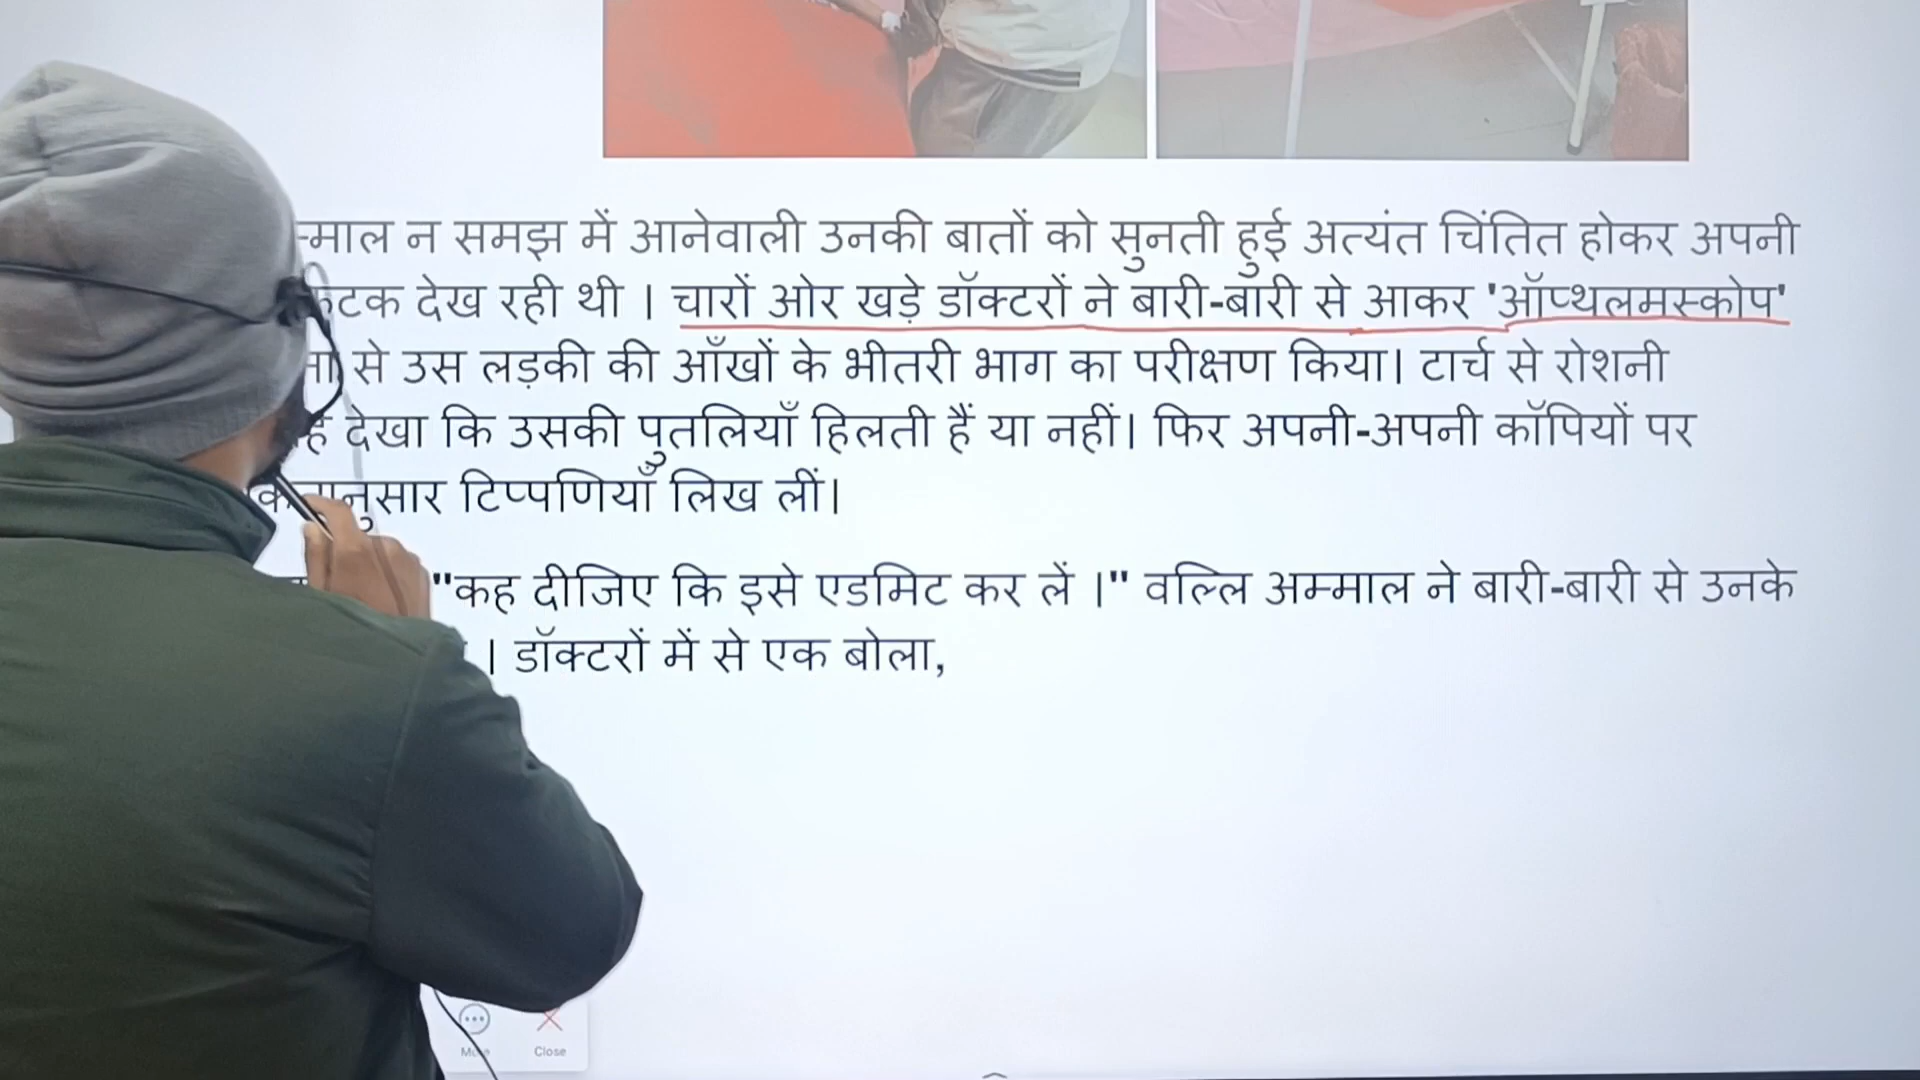 न समझ में आनेवाली उनकी बातों को सुनती हुई अत्यंत चिंतित होकर अपनी
देख रही थी । चारों ओर खड़े डॉक्टरों ने बारी-बारी से आकर 'ऑप्थलमस्कोप'
से उस लड़की की आँखों के भीतरी भाग का परीक्षण किया। टार्च से रोशनी
देखा कि उसकी पुतलियाँ हिलती हैं या नहीं। फिर अपनी-अपनी कॉपियों पर
टिप्पणियाँ लिख लीं।
"कह दीजिए कि इसे एडमिट कर लें ।" वल्लि अम्माल ने बारी-बारी से उनके
। डॉक्टरों में से एक बोला,
Close